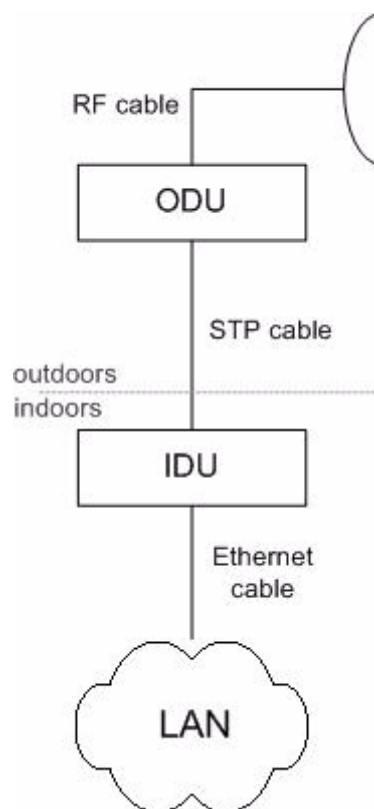 RF cable
ODU
STP cable
outdoors
indoors
IDU
Ethernet
cable
LAN